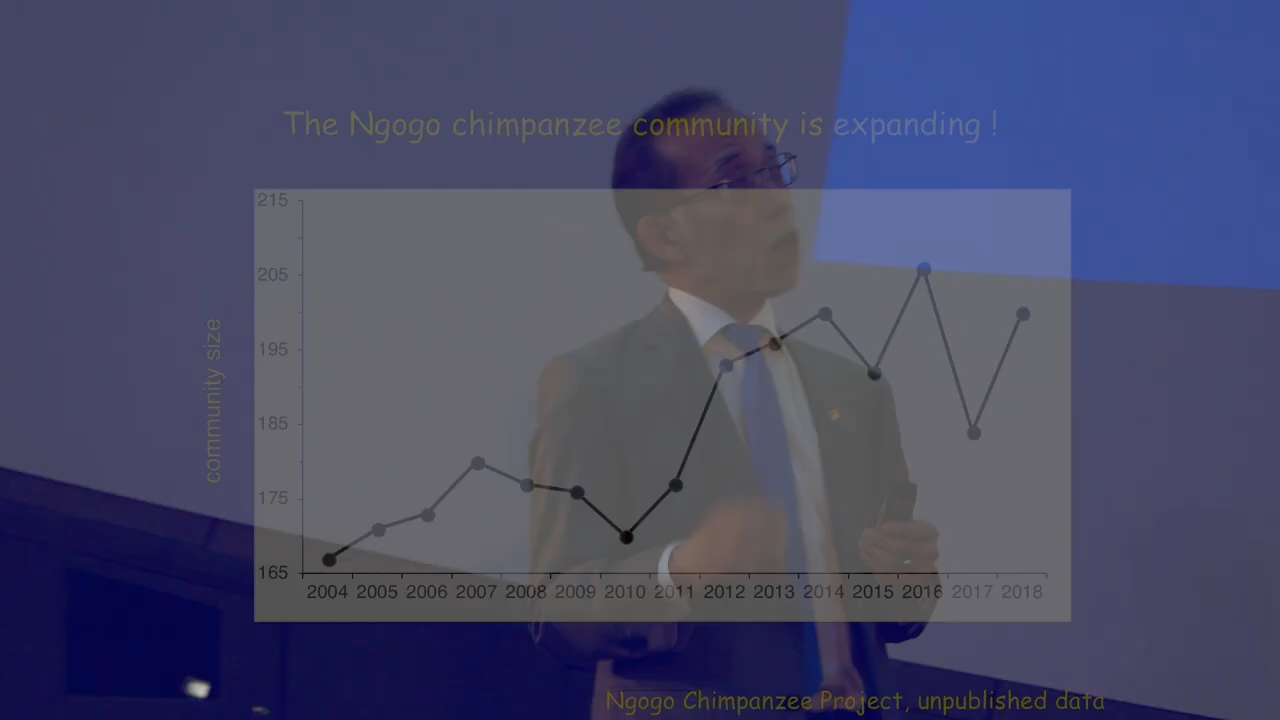 The Ngogo chimpanzee community is expanding !
215
205
195
185
175
165
community size
2004 2005 2006 2007 2008 2009 2010 2011 2012 2013 2014 2015 2016 2017 2018
Ngogo Chimpanzee Project, unpublished data